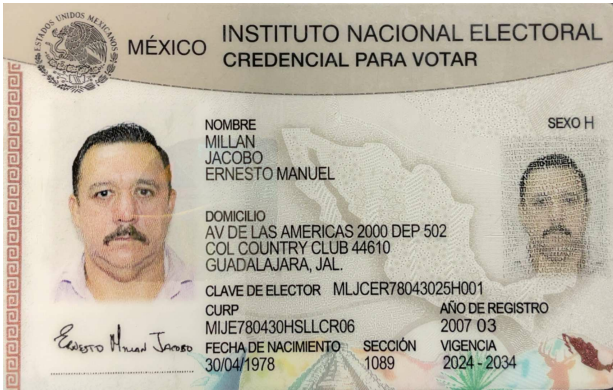 ESTADOS UNIDOS MEXICANOS
MÉXICO
INSTITUTO NACIONAL ELECTORAL
CREDENCIAL PARA VOTAR
SEXO H
NOMBRE
MILLAN
JACOBO
ERNESTO MANUEL
DOMICILIO
AV DE LAS AMERICAS 2000 DEP 502
COL COUNTRY CLUB 44610
GUADALAJARA, JAL.
CLAVE DE ELECTOR MLJCER78043025H001
CURP AÑO DE REGISTRO
MIJE780430HSLLCR06 2007 03
FECHA DE NACIMIENTO SECCIÓN VIGENCIA
30/04/1978 1089 2024 - 2034
Ernesto Millan Jacobo